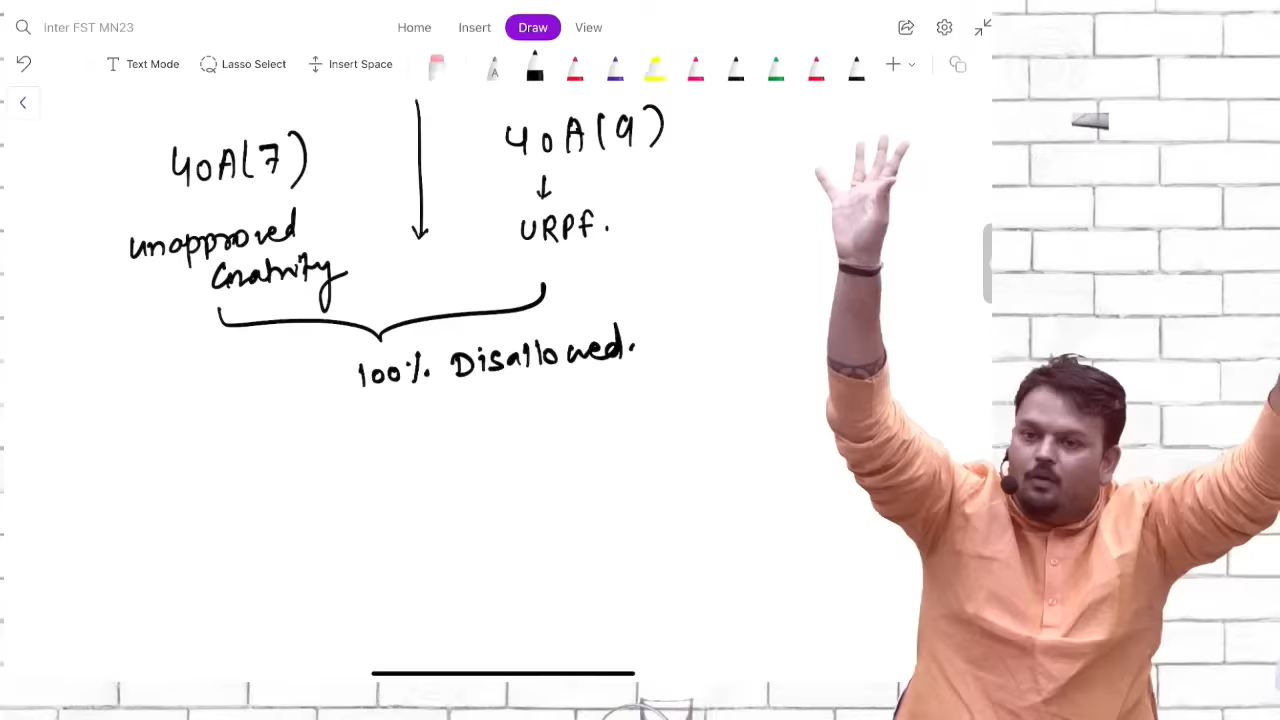 Inter FST MN23
Home Insert Draw View
Text Mode Lasso Select Insert Space
40A(7)
unapproved
Gratuity
40A(9)
URPF.
100% Disallowed.